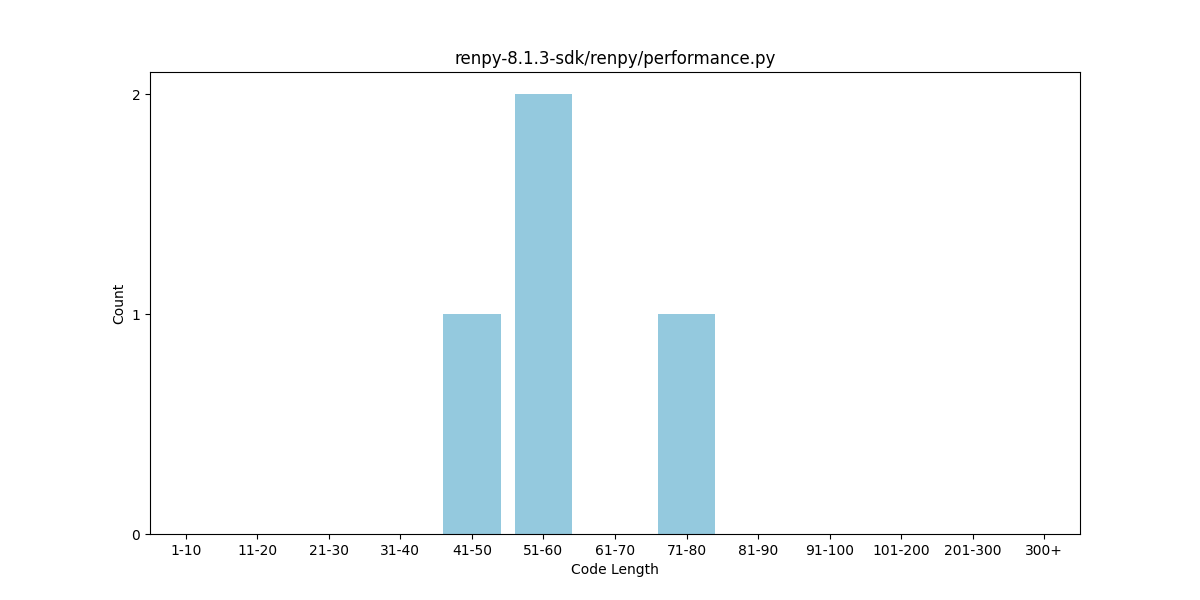 renpy-8.1.3-sdk/renpy/performance.py
2
1
0
Count
1-10 11-20 21-30 31-40 41-50 51-60 61-70 71-80 81-90 91-100 101-200 201-300 300+
Code Length